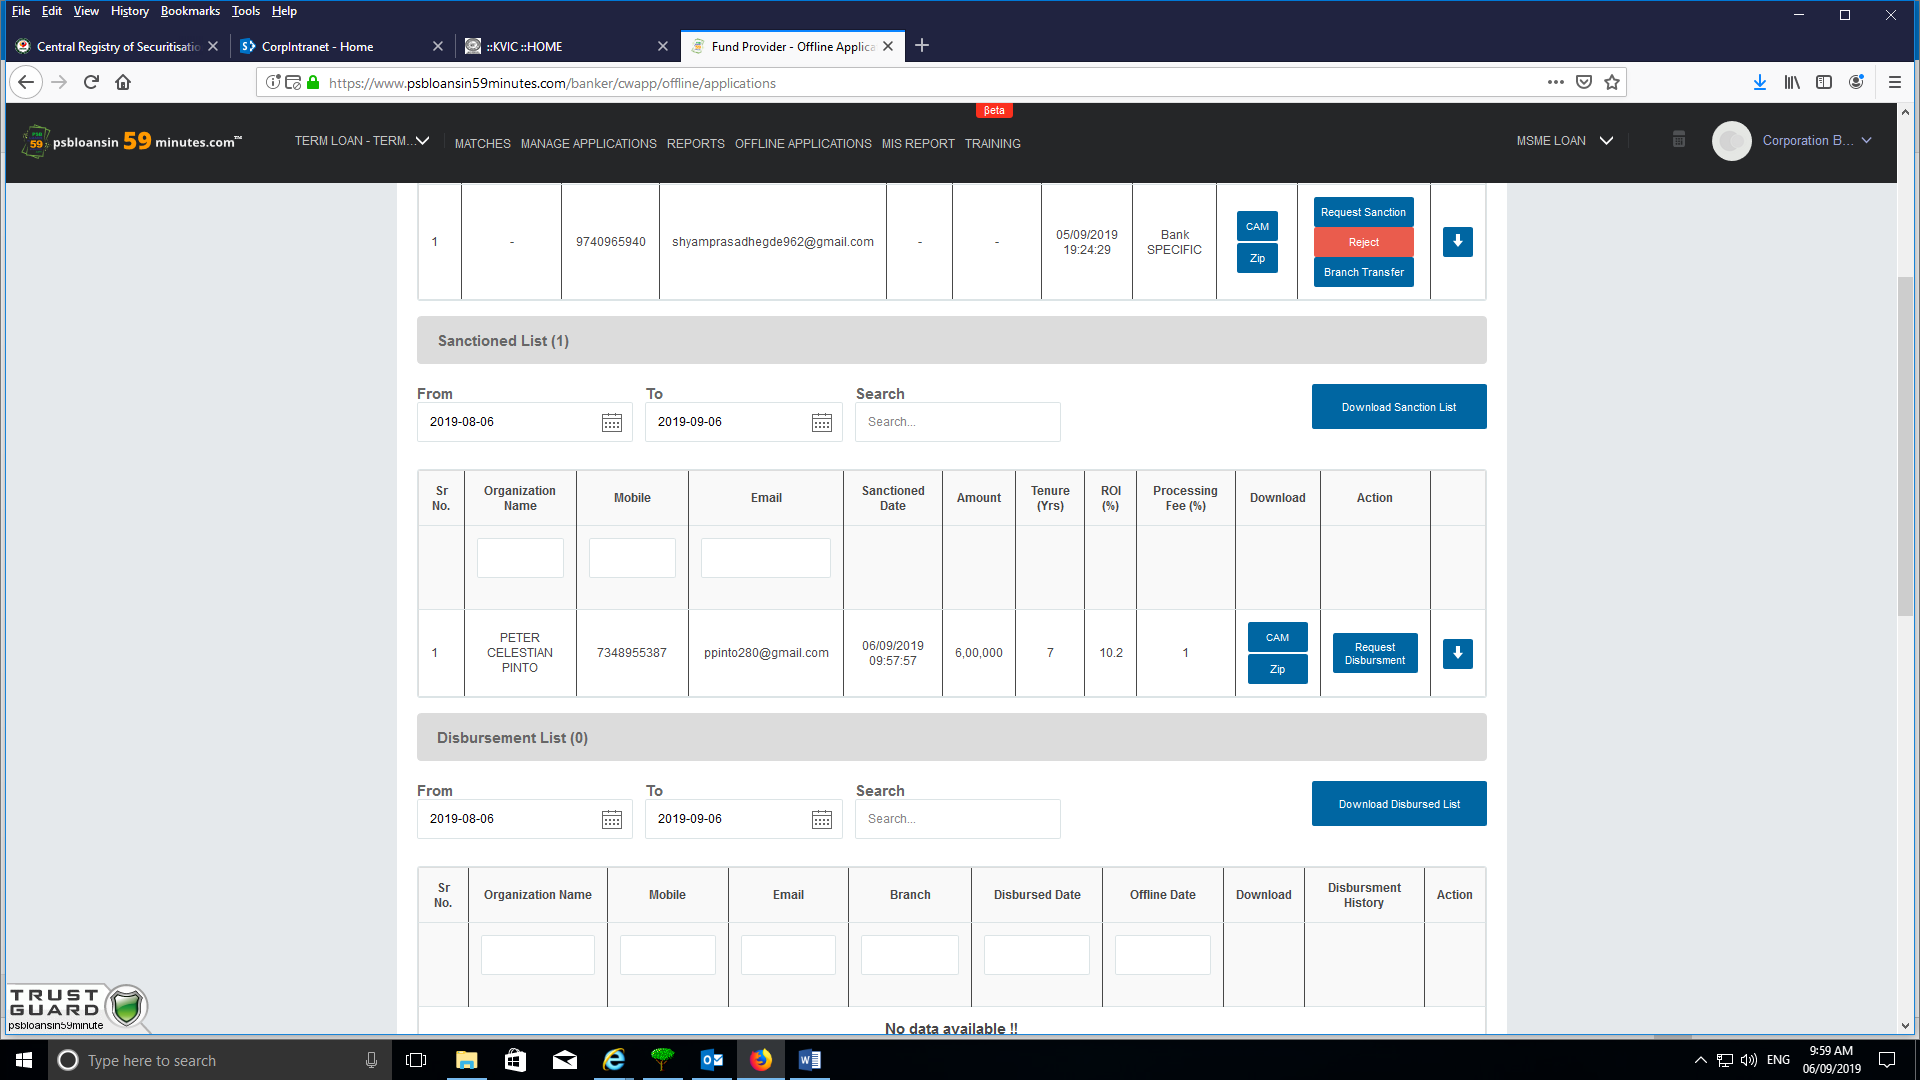 File Edit View History Bookmarks Tools Help
Central Registry of Securitisatio
CorpIntranet - Home
::KVIC ::HOME
Fund Provider - Offline Applica
https://www.psbloansin59minutes.com/banker/cwapp/offline/applications
βeta
PSB 59 psbloansin 59 minutes.com™
TERM LOAN - TERM... MATCHES MANAGE APPLICATIONS REPORTS OFFLINE APPLICATIONS MIS REPORT TRAINING
MSME LOAN
Corporation B...
1 - 9740965940 shyamprasadhegde962@gmail.com - - 05/09/2019 19:24:29 Bank SPECIFIC
CAM
Zip
Request Sanction
Reject
Branch Transfer
Sanctioned List (1)
From To Search
2019-08-06 2019-09-06 Search...
Download Sanction List
Sr No. Organization Name Mobile Email Sanctioned Date Amount Tenure (Yrs) ROI (%) Processing Fee (%) Download Action
1 PETER CELESTIAN PINTO 7348955387 ppinto280@gmail.com 06/09/2019 09:57:57 6,00,000 7 10.2 1
CAM
Zip
Request Disbursment
Disbursement List (0)
From To Search
2019-08-06 2019-09-06 Search...
Download Disbursed List
Sr No. Organization Name Mobile Email Branch Disbursed Date Offline Date Download Disbursment History Action
No data available !!
TRUST GUARD
psbloansin59minute
Type here to search
ENG
9:59 AM
06/09/2019